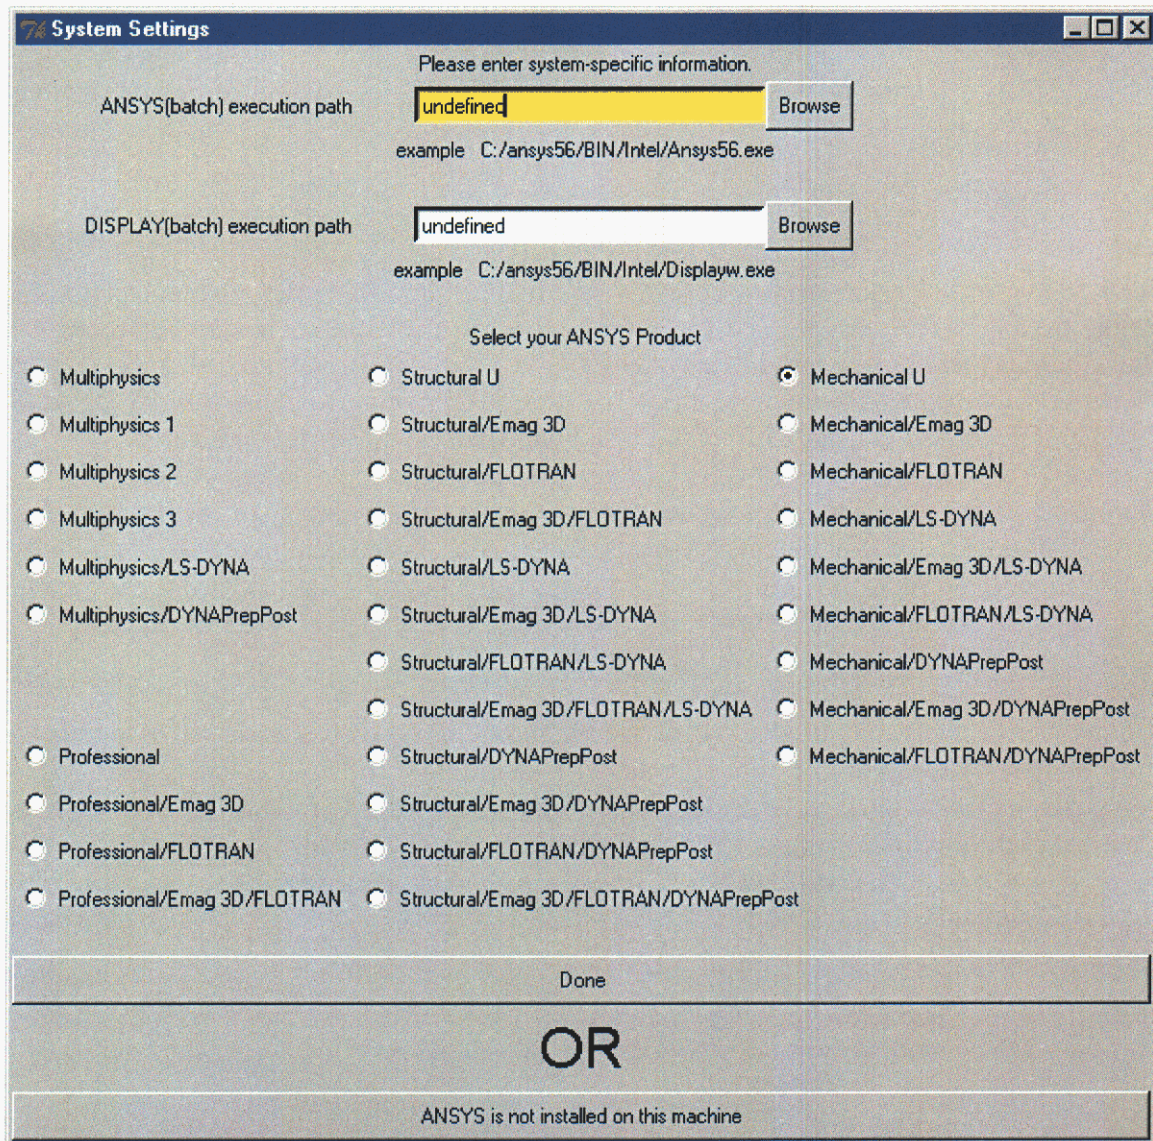 System Settings
Please enter system-specific information.
ANSYS(batch) execution path undefined Browse
example C:/ansys56/BIN/Intel/Ansys56.exe
DISPLAY(batch) execution path undefined Browse
example C:/ansys56/BIN/Intel/Displayw.exe
Select your ANSYS Product
Multiphysics Structural U Mechanical U
Multiphysics 1 Structural/Emag 3D Mechanical/Emag 3D
Multiphysics 2 Structural/FLOTRAN Mechanical/FLOTRAN
Multiphysics 3 Structural/Emag 3D/FLOTRAN Mechanical/LS-DYNA
Multiphysics/LS-DYNA Structural/LS-DYNA Mechanical/Emag 3D/LS-DYNA
Multiphysics/DYNAPrepPost Structural/Emag 3D/LS-DYNA Mechanical/FLOTRAN/LS-DYNA
Structural/FLOTRAN/LS-DYNA Mechanical/DYNAPrepPost
Structural/Emag 3D/FLOTRAN/LS-DYNA Mechanical/Emag 3D/DYNAPrepPost
Professional Structural/DYNAPrepPost Mechanical/FLOTRAN/DYNAPrepPost
Professional/Emag 3D Structural/Emag 3D/DYNAPrepPost
Professional/FLOTRAN Structural/FLOTRAN/DYNAPrepPost
Professional/Emag 3D/FLOTRAN Structural/Emag 3D/FLOTRAN/DYNAPrepPost
Done
OR
ANSYS is not installed on this machine